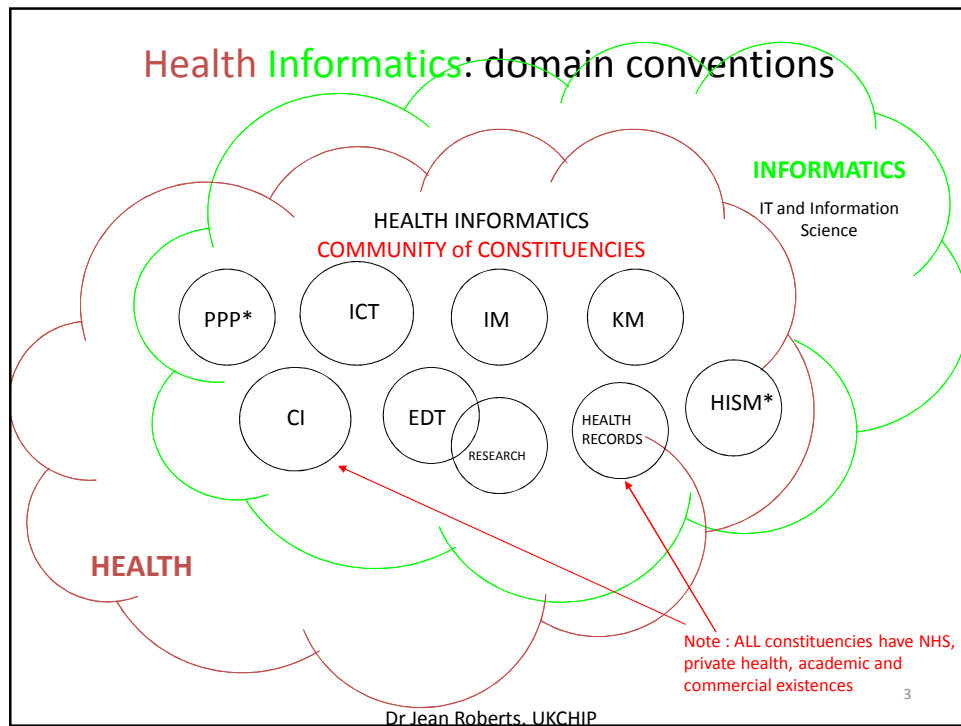 Health Informatics: domain conventions
INFORMATICS
IT and Information
Science
HEALTH INFORMATICS
COMMUNITY of CONSTITUENCIES
PPP*
ICT
IM
KM
CI
EDT
RESEARCH
HEALTH
RECORDS
HISM*
HEALTH
Note : ALL constituencies have NHS,
private health, academic and
commercial existences
3
Dr Jean Roberts, UKCHIP